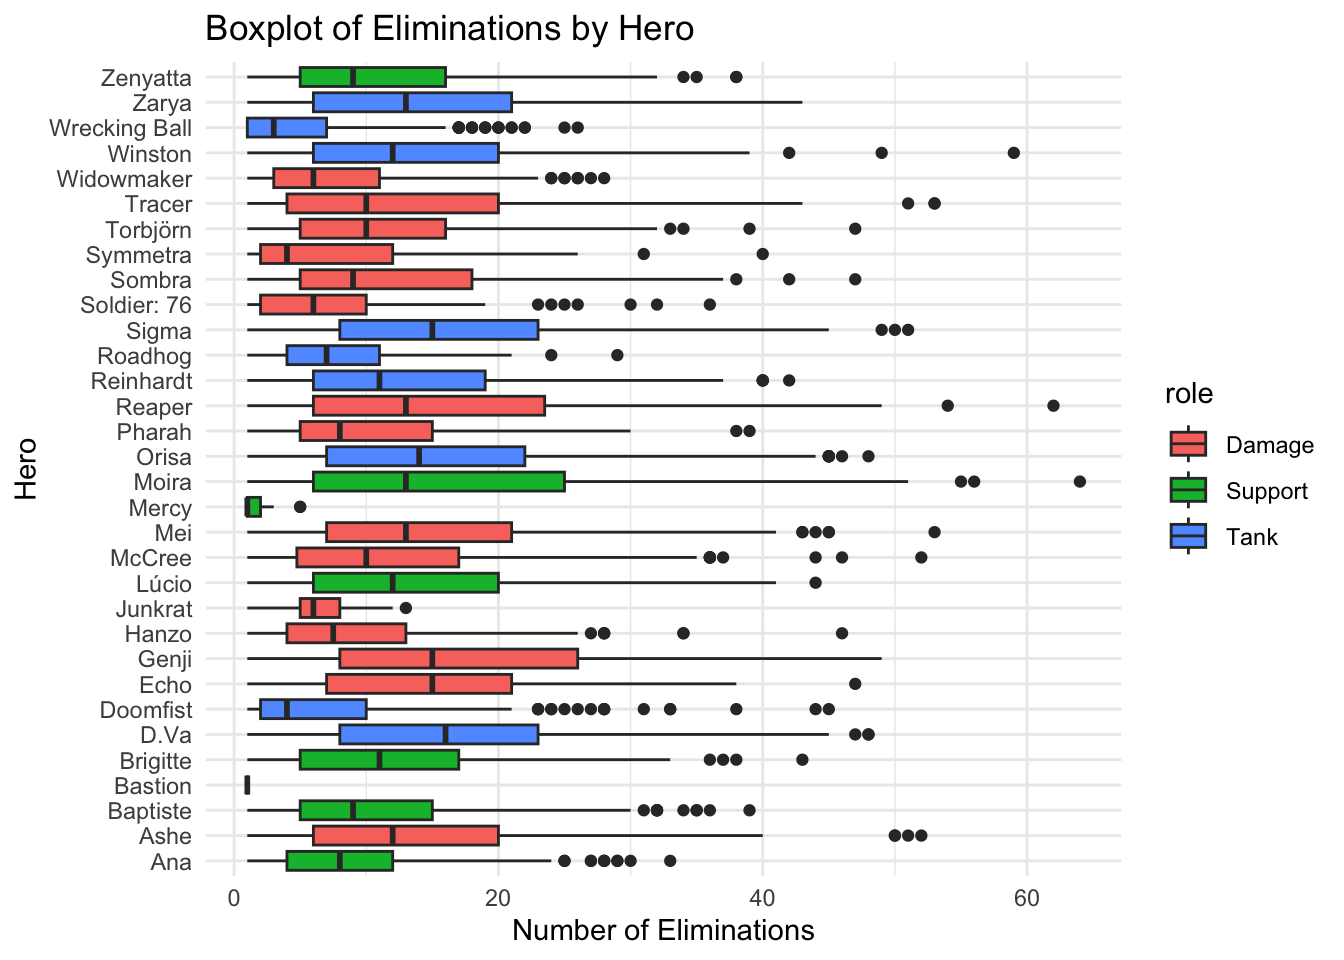 Boxplot of Eliminations by Hero
Zenyatta
Zarya
Wrecking Ball
Winston
Widowmaker
Tracer
Torbjörn
Symmetra
Sombra
Soldier: 76
Sigma
Roadhog
Reinhardt
Reaper
Pharah
Orisa
Moira
Mercy
Mei
McCree
Lúcio
Junkrat
Hanzo
Genji
Echo
Doomfist
D.Va
Brigitte
Bastion
Baptiste
Ashe
Ana
Hero
0 20 40 60
Number of Eliminations
role
Damage
Support
Tank